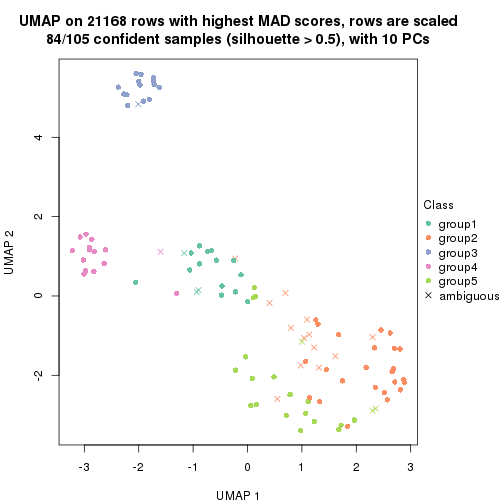 UMAP on 21168 rows with highest MAD scores, rows are scaled
84/105 confident samples (silhouette > 0.5), with 10 PCs
Class
group1
group2
group3
group4
group5
ambiguous
UMAP 2
4
2
0
-2
-3
-2
-1
0
1
2
3
UMAP 1